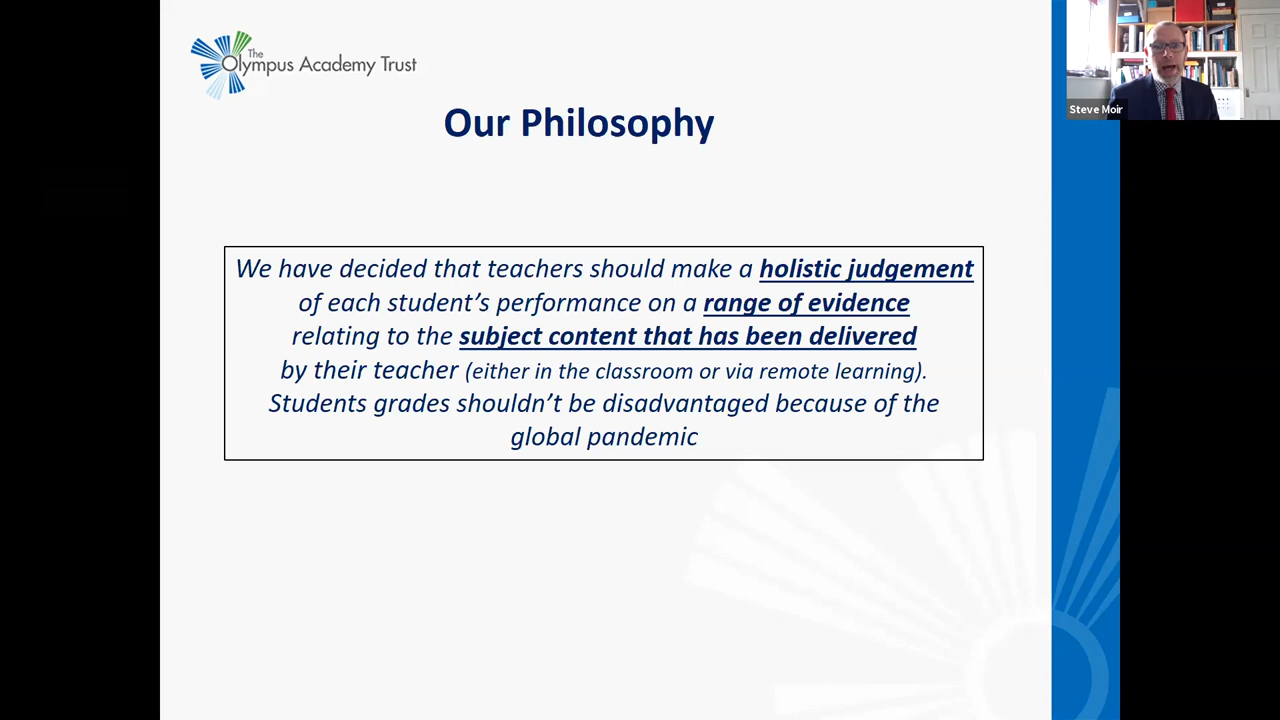 The
Olympus Academy Trust
Our Philosophy
We have decided that teachers should make a holistic judgement
of each student's performance on a range of evidence
relating to the subject content that has been delivered
by their teacher (either in the classroom or via remote learning).
Students grades shouldn't be disadvantaged because of the
global pandemic
Steve Moir